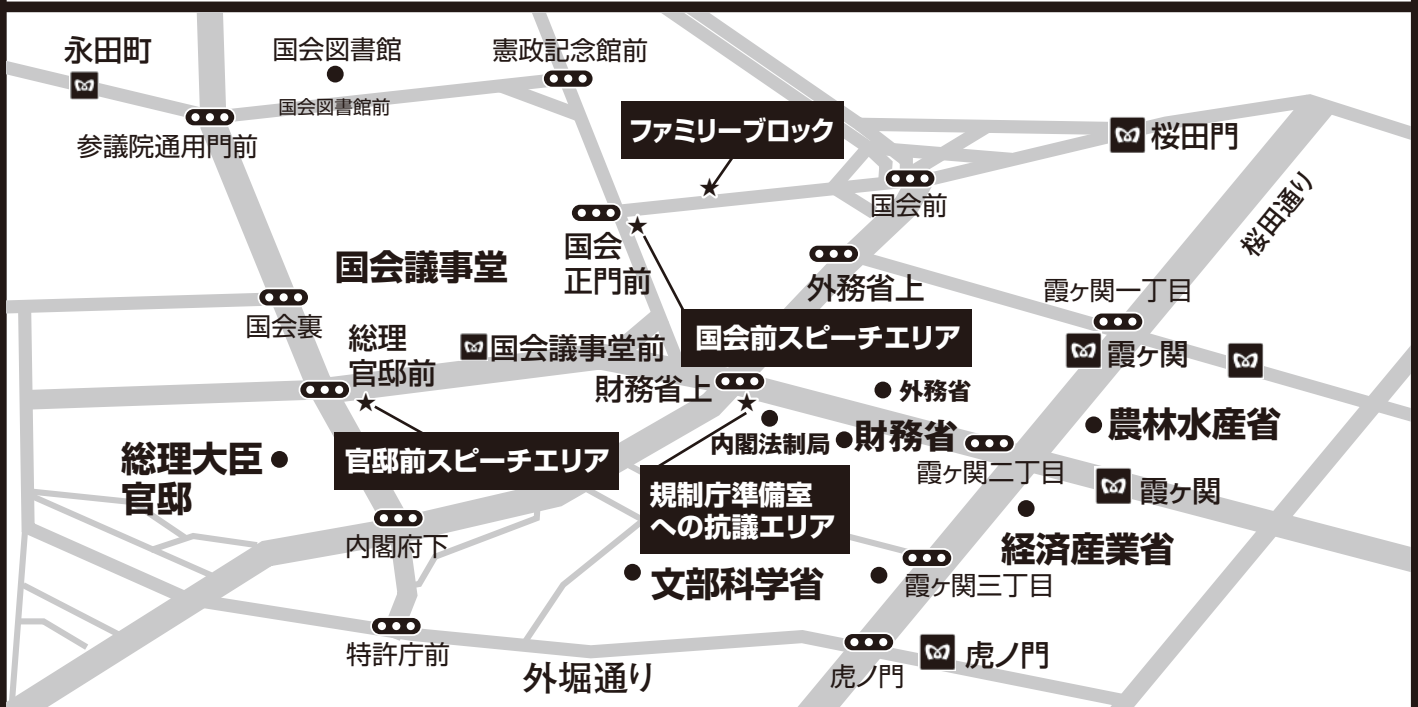 永田町
国会図書館
憲政記念館前
国会図書館前
参議院通用門前
ファミリーブロック
桜田門
国会前
桜田通り
国会
正門前
国会議事堂
外務省上
霞ヶ関一丁目
国会裏
総理
官邸前
国会議事堂前
国会前スピーチエリア
霞ヶ関
財務省上
外務省
農林水産省
内閣法制局
財務省
総理大臣
官邸
官邸前スピーチエリア
霞ヶ関二丁目
規制庁準備室
への抗議エリア
霞ヶ関
内閣府下
経済産業省
文部科学省
霞ヶ関三丁目
特許庁前
外堀通り
虎ノ門
虎ノ門